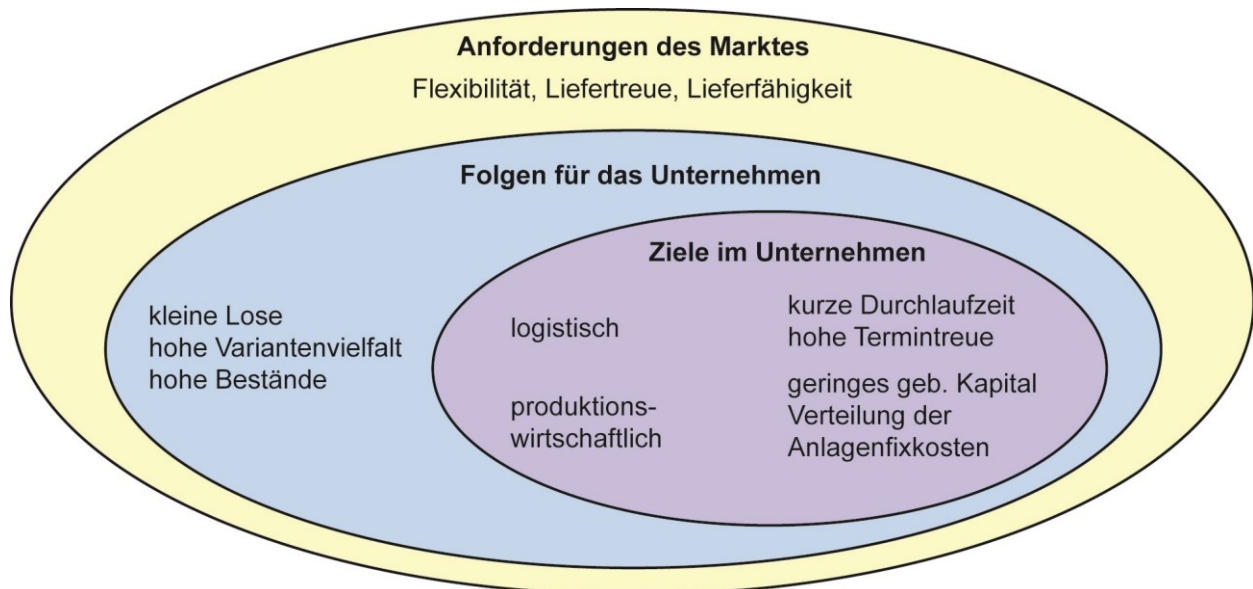 Anforderungen des Marktes
Flexibilität, Liefertreue, Lieferfähigkeit
Folgen für das Unternehmen
kleine Lose
hohe Variantenvielfalt
hohe Bestände
Ziele im Unternehmen
logistisch
kurze Durchlaufzeit
hohe Termintreue
produktions-
wirtschaftlich
geringes geb. Kapital
Verteilung der
Anlagenfixkosten